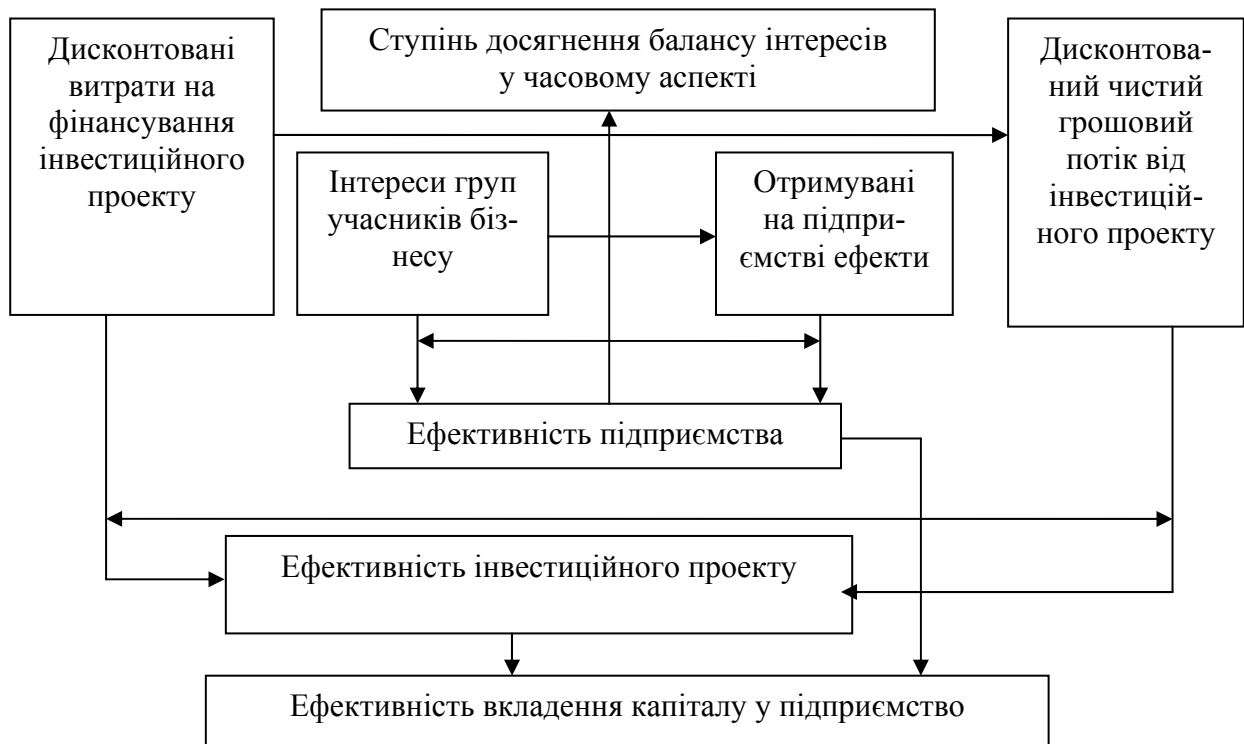 Дисконтовані
витрати на
фінансування
інвестиційного
проекту
Ступінь досягнення балансу інтересів
у часовому аспекті
Дисконтова-
ний чистий
грошовий
потік від
інвестицій-
ного проекту
Інтереси груп
учасників біз-
несу
Отримувані
на підпри-
ємстві ефекти
Ефективність підприємства
Ефективність інвестиційного проекту
Ефективність вкладення капіталу у підприємство